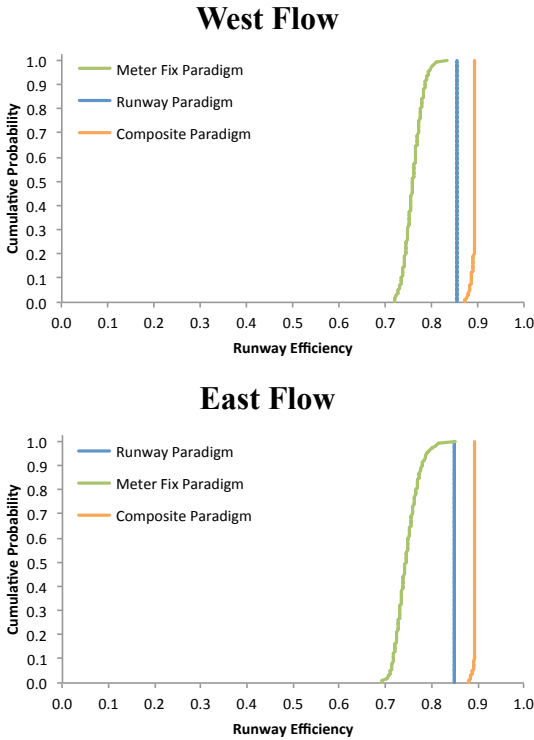 West Flow
1.0
0.9
0.8
0.7
0.6
0.5
0.4
0.3
0.2
0.1
0.0
Cumulative Probability
Meter Fix Paradigm
Runway Paradigm
Composite Paradigm
0.0 0.1 0.2 0.3 0.4 0.5 0.6 0.7 0.8 0.9 1.0
Runway Efficiency
East Flow
1.0
0.9
0.8
0.7
0.6
0.5
0.4
0.3
0.2
0.1
0.0
Cumulative Probability
Runway Paradigm
Meter Fix Paradigm
Composite Paradigm
0.0 0.1 0.2 0.3 0.4 0.5 0.6 0.7 0.8 0.9 1.0
Runway Efficiency